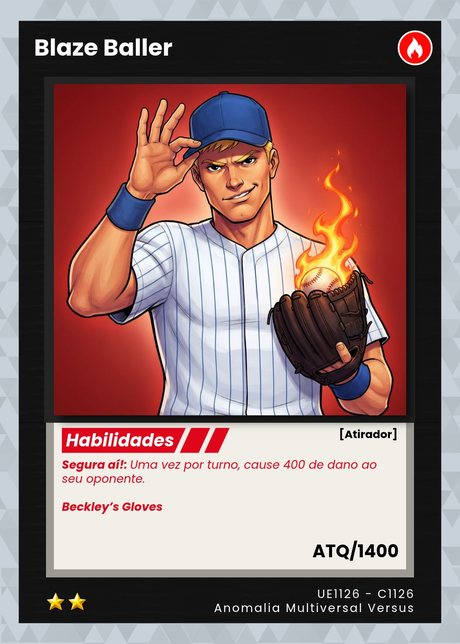 Blaze Baller
Habilidades
[Atirador]
Segura aí!: Uma vez por turno, cause 400 de dano ao
seu oponente.
Beckley's Gloves
ATQ/1400
UE1126 - C1126
Anomalia Multiversal Versus